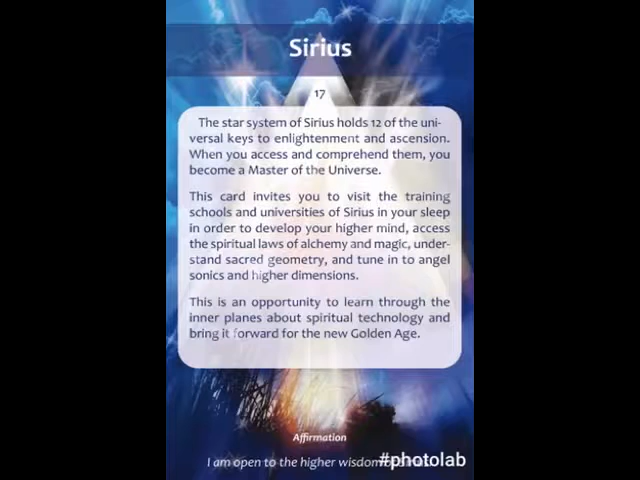 Sirius
17
The star system of Sirius holds 12 of the uni-
versal keys to enlightenment and ascension.
When you access and comprehend them, you
become a Master of the Universe.
This card invites you to visit the training
schools and universities of Sirius in your sleep
in order to develop your higher mind, access
the spiritual laws of alchemy and magic, under-
stand sacred geometry, and tune in to angel
sonics and higher dimensions.
This is an opportunity to learn through the
inner planes about spiritual technology and
bring it forward for the new Golden Age.
Affirmation
I am open to the higher wisdom
#photolab